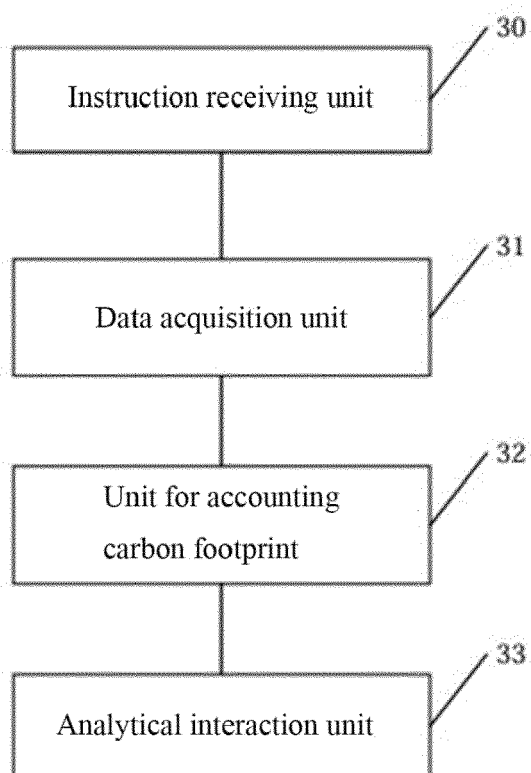 30
Instruction receiving unit
31
Data acquisition unit
32
Unit for accounting
carbon footprint
33
Analytical interaction unit